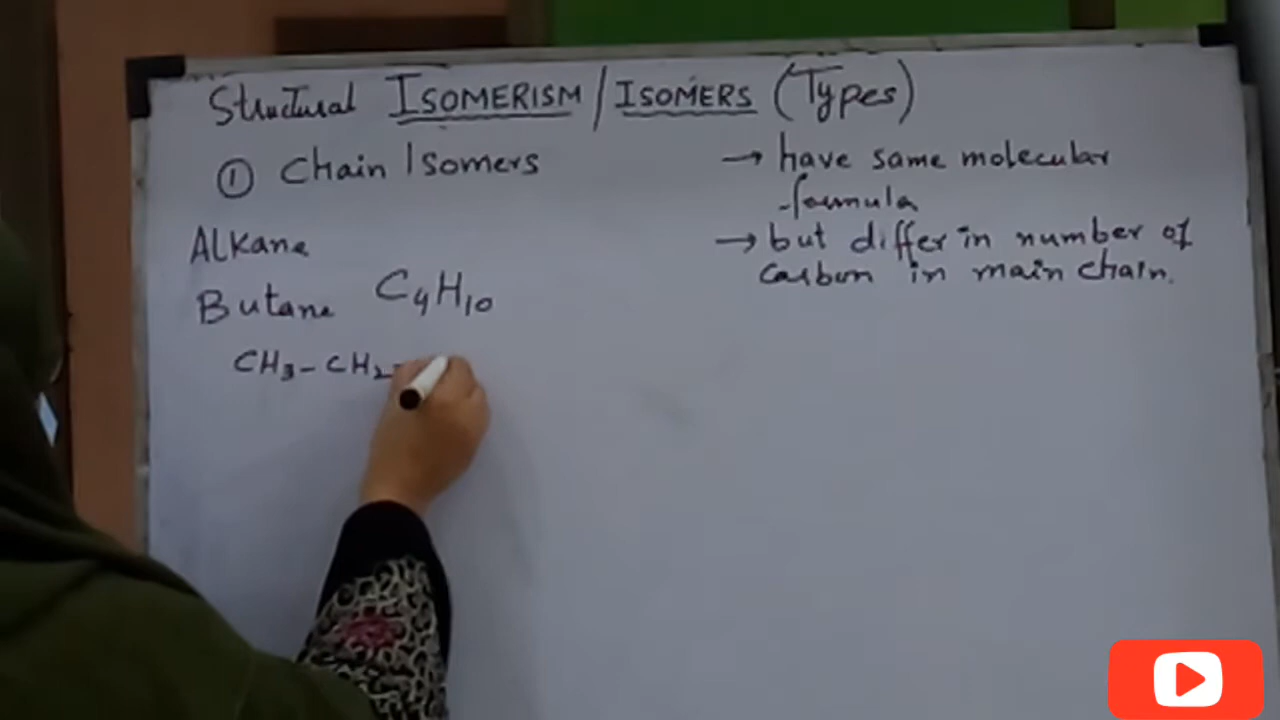 Structural ISOMERISM / ISOMERS (Types)
① Chain Isomers
Alkane
Butane C₄H₁₀
CH₃ - CH₂ -
→ have same molecular
formula
→ but differ in number of
carbon in main chain.